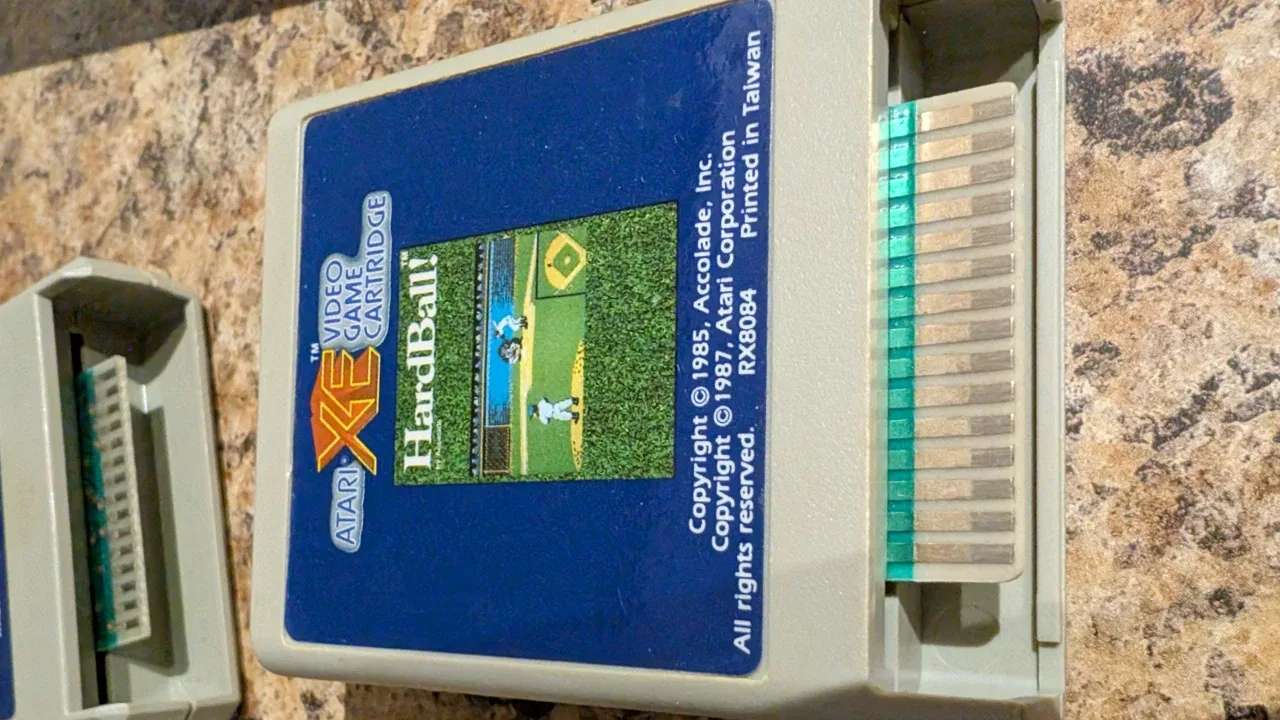 ATARI XE™ VIDEO
GAME
CARTRIDGE
HardBall!™
Copyright © 1985, Accolade, Inc.
Copyright © 1987, Atari Corporation
All rights reserved. RX8084 Printed in Taiwan